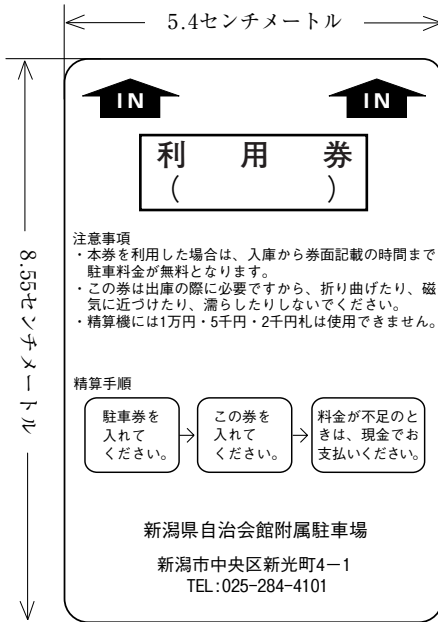 5.4センチメートル
8.55センチメートル
IN
IN
利用券
(　　　)
注意事項
・本券を利用した場合は、入庫から券面記載の時間まで
駐車料金が無料となります。
・この券は出庫の際に必要ですから、折り曲げたり、磁
気に近づけたり、濡らしたりしないでください。
・精算機には1万円・5千円・2千円札は使用できません。
精算手順
駐車券を
入れて
ください。
この券を
入れて
ください。
料金が不足のと
きは、現金でお
支払いください。
新潟県自治会館附属駐車場
新潟市中央区新光町4－1
TEL:025-284-4101